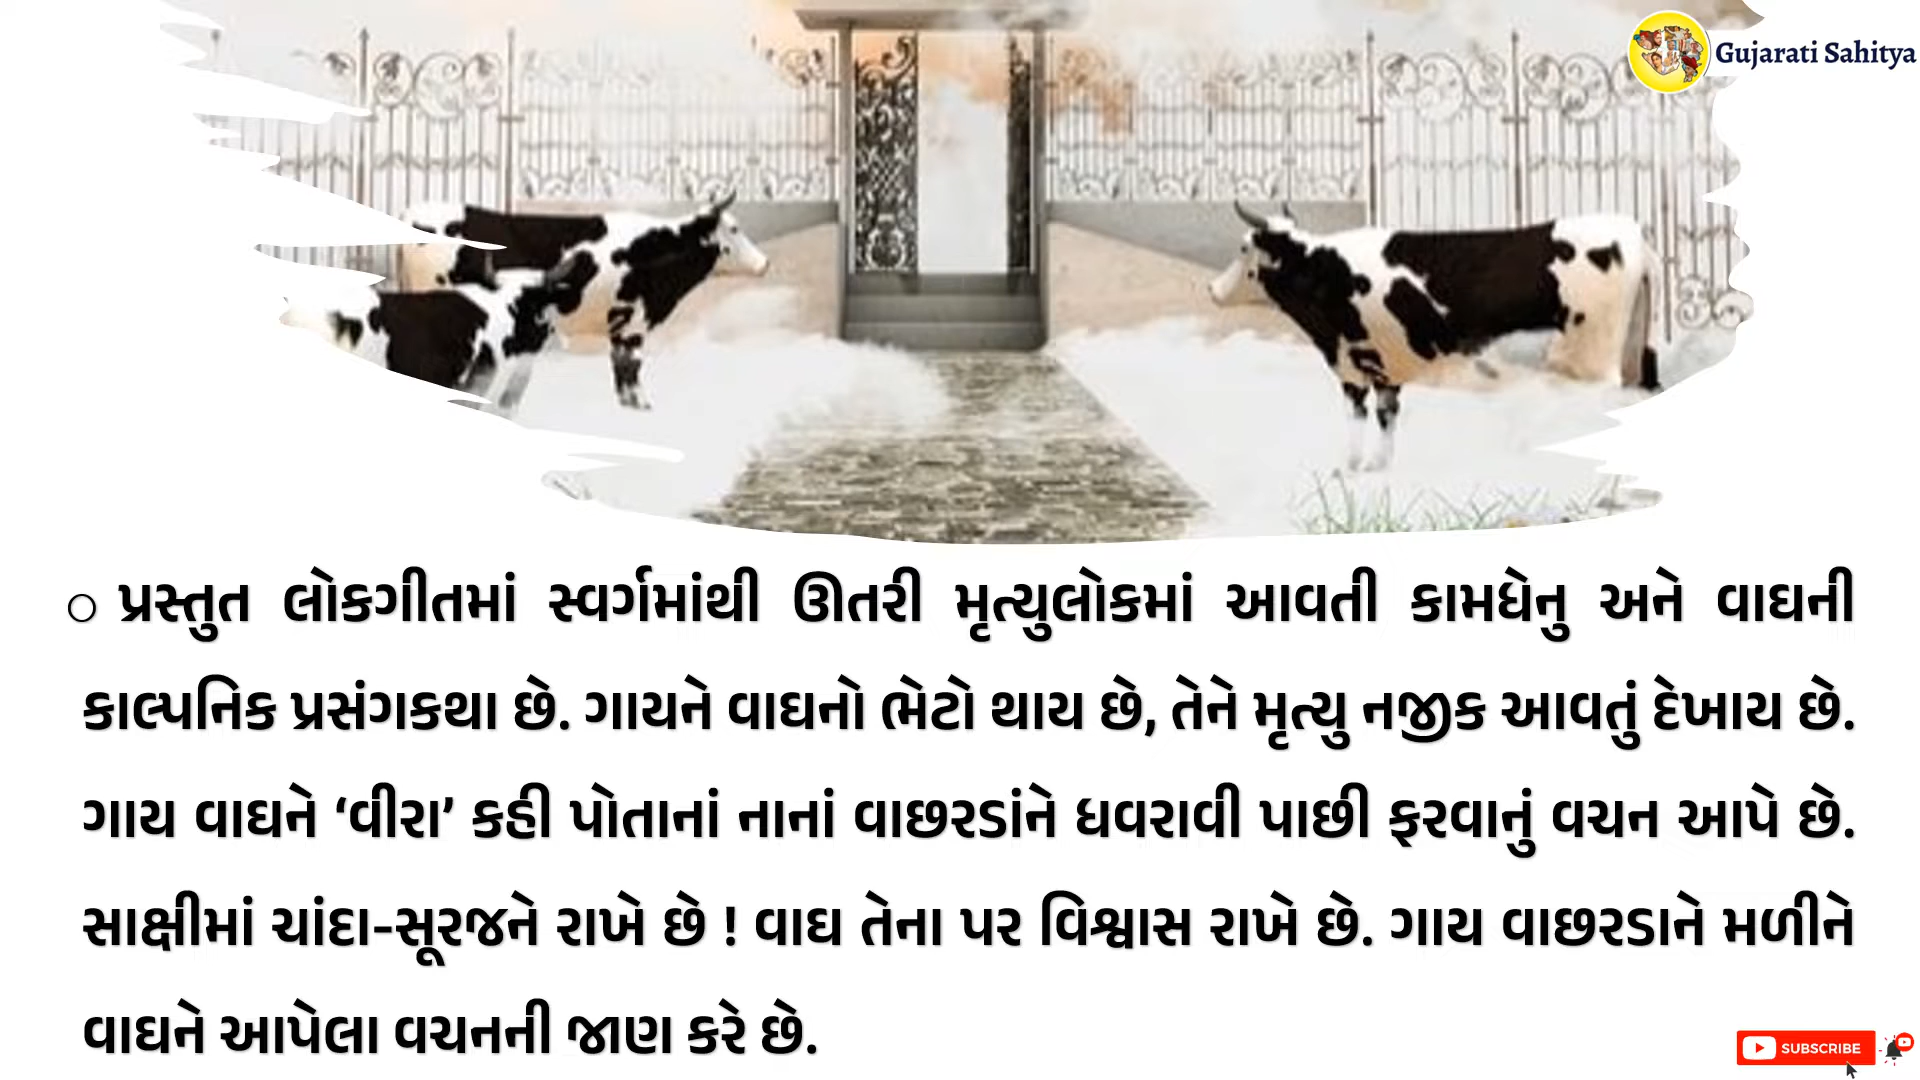 Gujarati Sahitya
○ પ્રસ્તુત લોકગીતમાં સ્વર્ગમાંથી ઊતરી મૃત્યુલોકમાં આવતી કામધેનુ અને વાઘની
કાલ્પનિક પ્રસંગકથા છે. ગાયને વાઘનો ભેટો થાય છે, તેને મૃત્યુ નજીક આવતું દેખાય છે.
ગાય વાઘને ‘વીરા’ કહી પોતાનાં નાનાં વાછરડાંને ધવરાવી પાછી ફરવાનું વચન આપે છે.
સાક્ષીમાં ચાંદા-સૂરજને રાખે છે ! વાઘ તેના પર વિશ્વાસ રાખે છે. ગાય વાછરડાને મળીને
વાઘને આપેલા વચનની જાણ કરે છે.
SUBSCRIBE